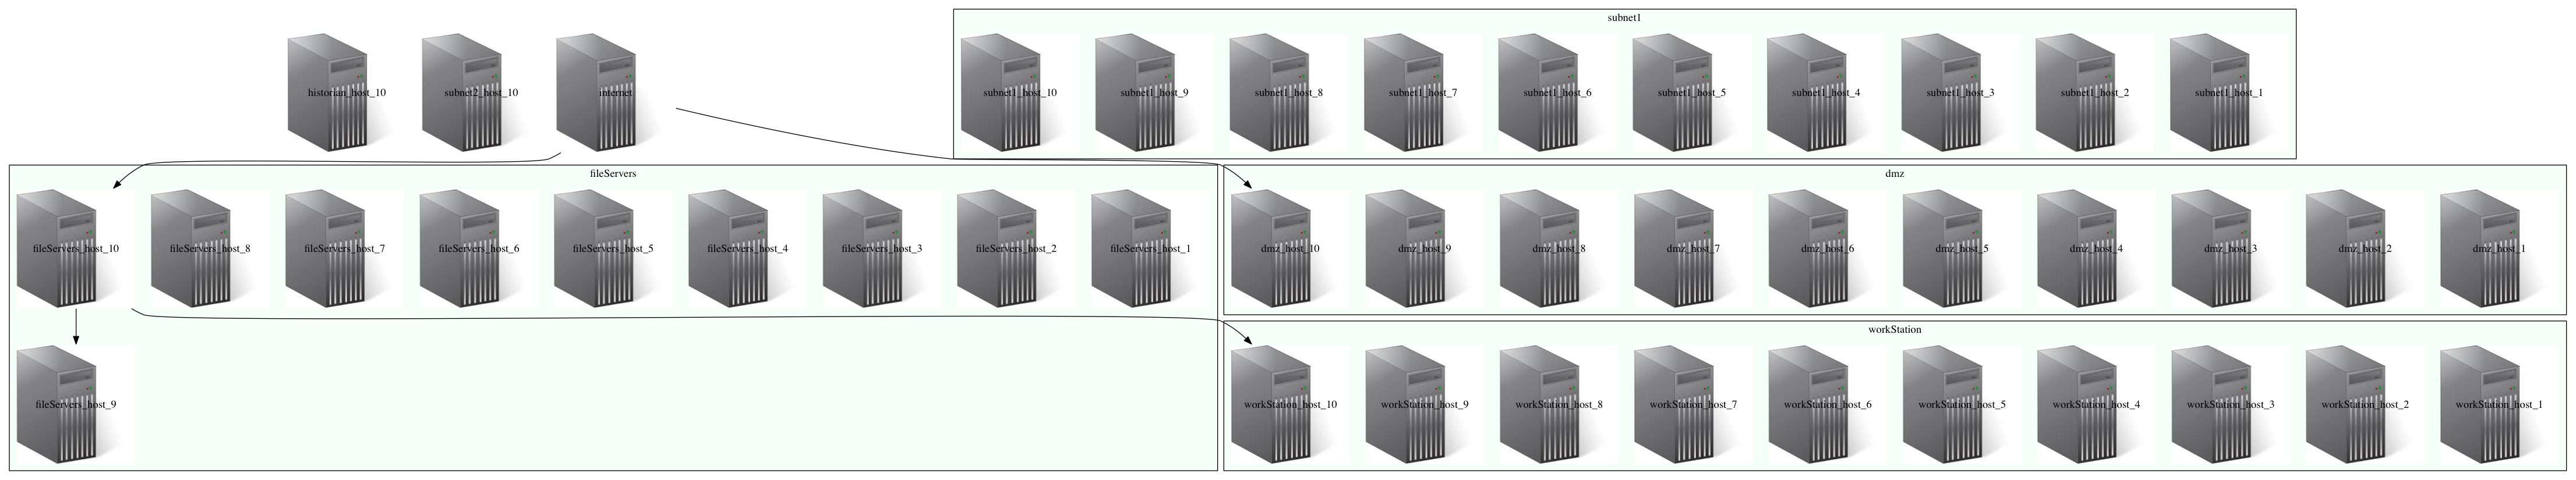 subnet1
historian_host_10 subnet2_host_10 internet subnet1_host_10 subnet1_host_9 subnet1_host_8 subnet1_host_7 subnet1_host_6 subnet1_host_5 subnet1_host_4 subnet1_host_3 subnet1_host_2 subnet1_host_1
fileServers
dmz
fileServers_host_10 fileServers_host_8 fileServers_host_7 fileServers_host_6 fileServers_host_5 fileServers_host_4 fileServers_host_3 fileServers_host_2 fileServers_host_1
dmz_host_10 dmz_host_9 dmz_host_8 dmz_host_7 dmz_host_6 dmz_host_5 dmz_host_4 dmz_host_3 dmz_host_2 dmz_host_1
workStation
fileServers_host_9
workStation_host_10 workStation_host_9 workStation_host_8 workStation_host_7 workStation_host_6 workStation_host_5 workStation_host_4 workStation_host_3 workStation_host_2 workStation_host_1